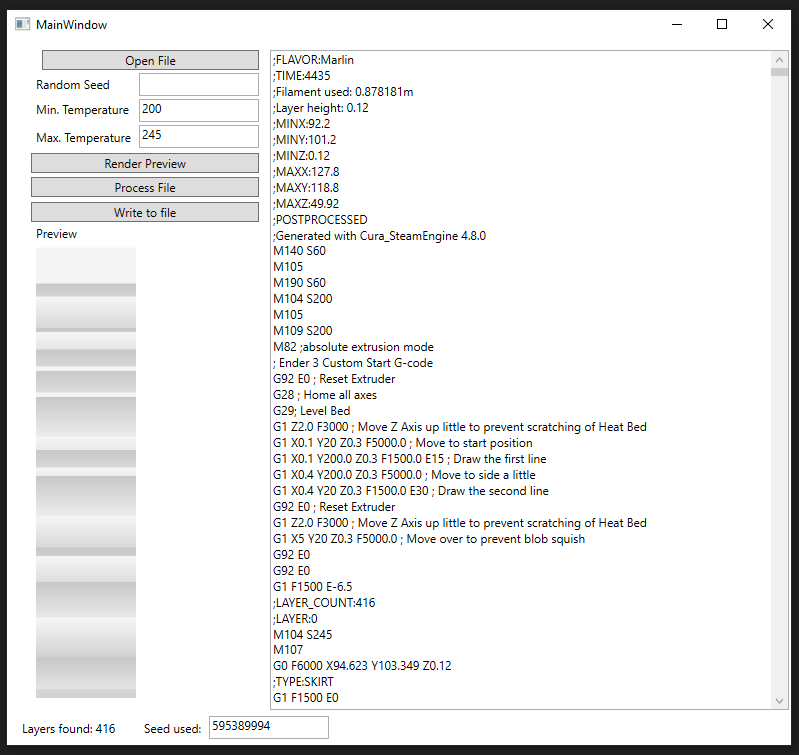 MainWindow
Open File
Random Seed
Min. Temperature 200
Max. Temperature 245
Render Preview
Process File
Write to file
Preview
;FLAVOR:Marlin
;TIME:4435
;Filament used: 0.878181m
;Layer height: 0.12
;MINX:92.2
;MINY:101.2
;MINZ:0.12
;MAXX:127.8
;MAXY:118.8
;MAXZ:49.92
;POSTPROCESSED
;Generated with Cura_SteamEngine 4.8.0
M140 S60
M105
M190 S60
M104 S200
M105
M109 S200
M82 ;absolute extrusion mode
; Ender 3 Custom Start G-code
G92 E0 ; Reset Extruder
G28 ; Home all axes
G29; Level Bed
G1 Z2.0 F3000 ; Move Z Axis up little to prevent scratching of Heat Bed
G1 X0.1 Y20 Z0.3 F5000.0 ; Move to start position
G1 X0.1 Y200.0 Z0.3 F1500.0 E15 ; Draw the first line
G1 X0.4 Y200.0 Z0.3 F5000.0 ; Move to side a little
G1 X0.4 Y20 Z0.3 F1500.0 E30 ; Draw the second line
G92 E0 ; Reset Extruder
G1 Z2.0 F3000 ; Move Z Axis up little to prevent scratching of Heat Bed
G1 X5 Y20 Z0.3 F5000.0 ; Move over to prevent blob squish
G92 E0
G92 E0
G1 F1500 E-6.5
;LAYER_COUNT:416
;LAYER:0
M104 S245
M107
G0 F6000 X94.623 Y103.349 Z0.12
;TYPE:SKIRT
G1 F1500 E0
Layers found: 416 Seed used: 595389994